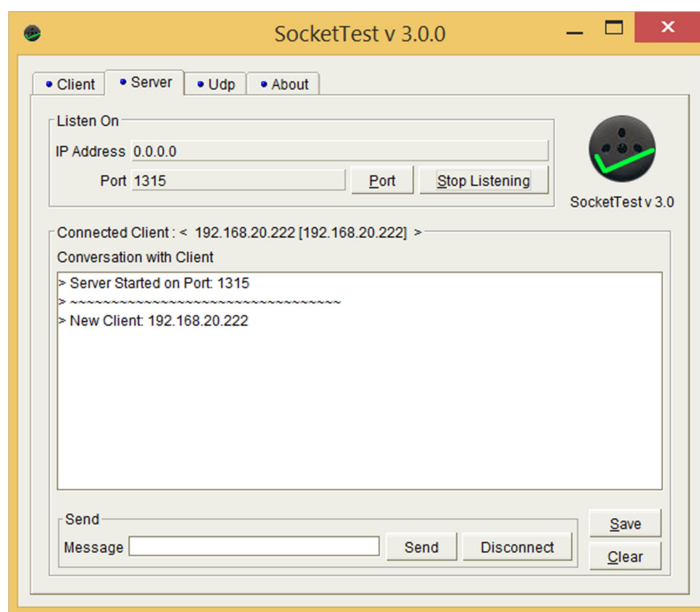 SocketTest v 3.0.0
Client Server Udp About
Listen On
IP Address 0.0.0.0
Port 1315 Port Stop Listening
SocketTest v 3.0
Connected Client : < 192.168.20.222 [192.168.20.222] >
Conversation with Client
> Server Started on Port: 1315
> ~~~~~~~~~~~~~~~~~~~~~~~~~~~~~~~~~
> New Client: 192.168.20.222
Send
Message Send Disconnect
Save
Clear